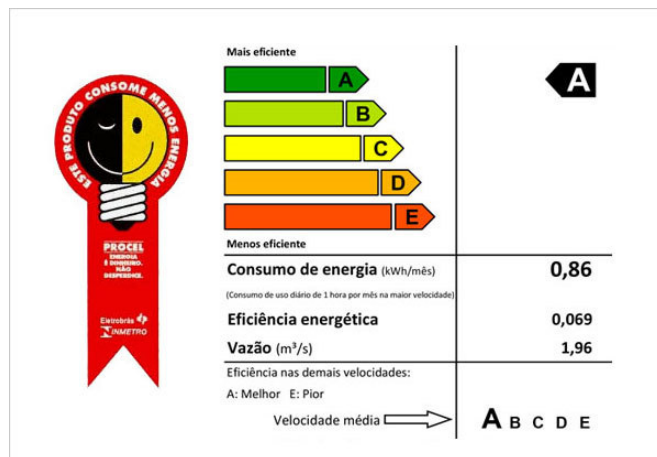 ESTE PRODUTO CONSOME MENOS ENERGIA
PROCEL
ENERGIA
É DINHEIRO.
NÃO
DESPERDICE.
Eletrobrás
INMETRO
Mais eficiente
A
A
B
C
D
E
Menos eficiente
Consumo de energia (kWh/mês) 0,86
(Consumo de uso diário de 1 hora por mês na maior velocidade)
Eficiência energética 0,069
Vazão (m³/s) 1,96
Eficiência nas demais velocidades:
A: Melhor E: Pior
Velocidade média A B C D E